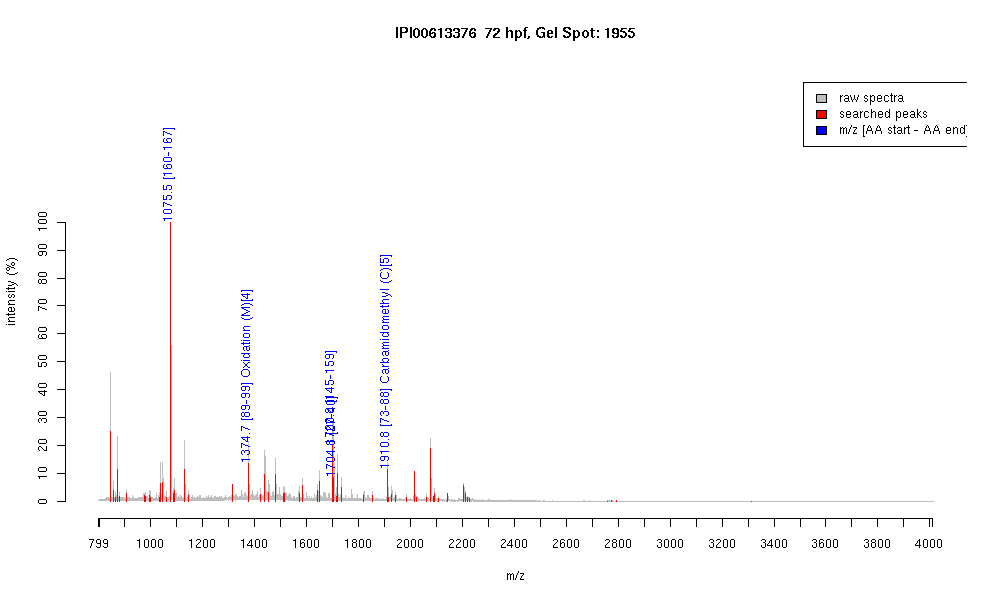 IPI00613376 72 hpf, Gel Spot: 1955
raw spectra
searched peaks
m/z [AA start - AA end]
1075.5 [160-167]
1374.7 [89-99] Oxidation (M)[4]
1910.8 [73-88] Carbamidomethyl (C)[5]
intensity (%)
100
90
80
70
60
50
40
30
20
10
0
799 1000 1200 1400 1600 1800 2000 2200 2400 2600 2800 3000 3200 3400 3600 3800 4000
m/z